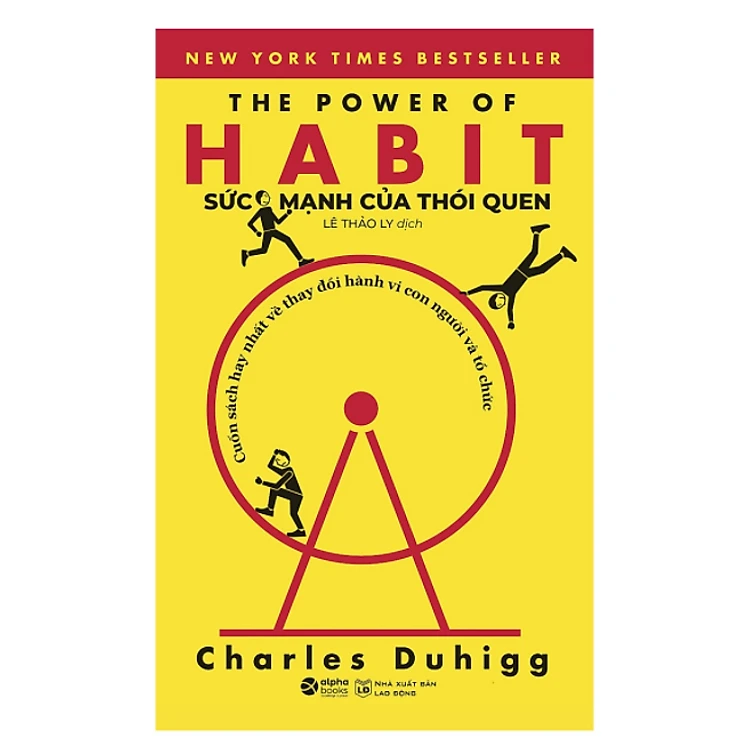 NEW YORK TIMES BESTSELLER
THE POWER OF
HABIT
SỨC MẠNH CỦA THÓI QUEN
LÊ THẢO LY dịch
Cuốn sách hay nhất về thay đổi hành vi con người và tổ chức
Charles Duhigg
alpha books
LĐ NHÀ XUẤT BẢN
LAO ĐỘNG